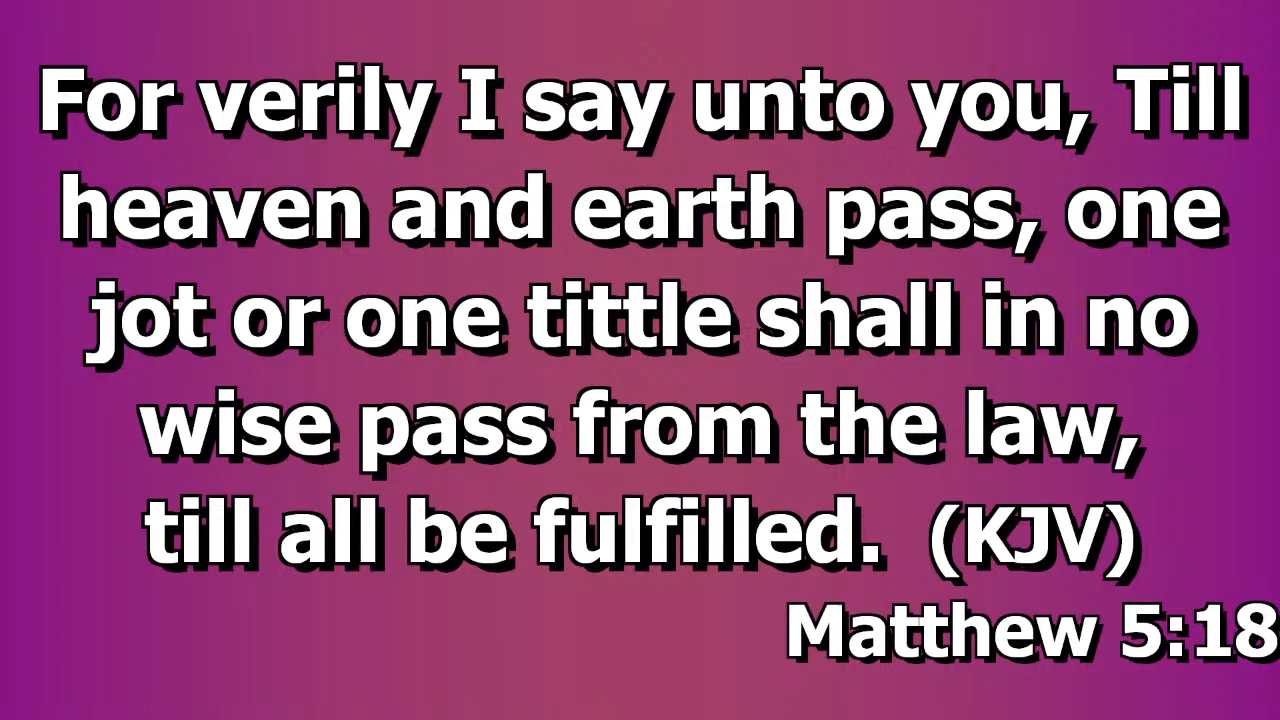 For verily I say unto you, Till
heaven and earth pass, one
jot or one tittle shall in no
wise pass from the law,
till all be fulfilled.  (KJV)
Matthew 5:18